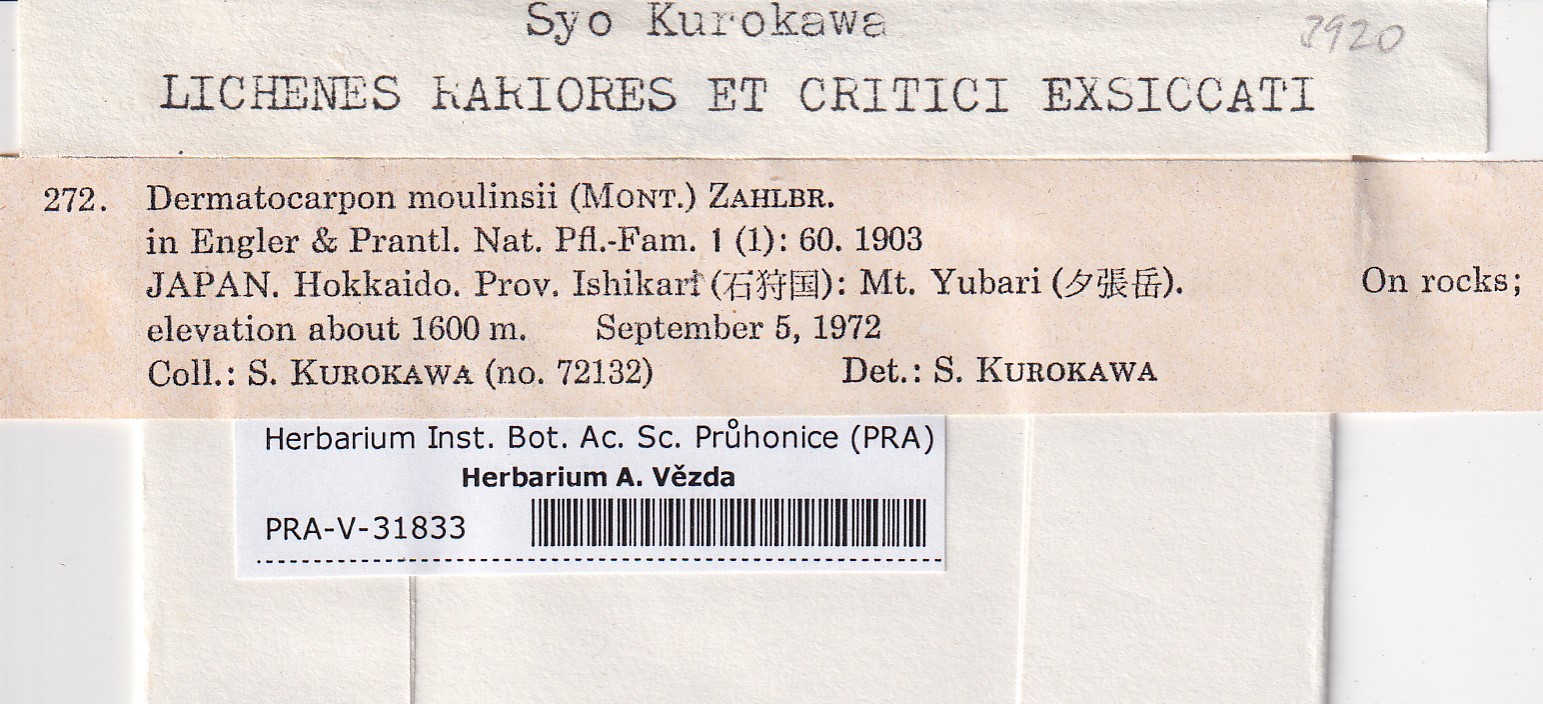 Syo Kurokawa 3920
LICHENES RARIORES ET CRITICI EXSICCATI
272. Dermatocarpon moulinsii (MONT.) ZAHLBR.
in Engler & Prantl. Nat. Pfl.-Fam. 1 (1): 60. 1903
JAPAN. Hokkaido. Prov. Ishikari (石狩国): Mt. Yubari (夕張岳). On rocks;
elevation about 1600 m. September 5, 1972
Coll.: S. KUROKAWA (no. 72132) Det.: S. KUROKAWA
Herbarium Inst. Bot. Ac. Sc. Průhonice (PRA)
Herbarium A. Vězda
PRA-V-31833